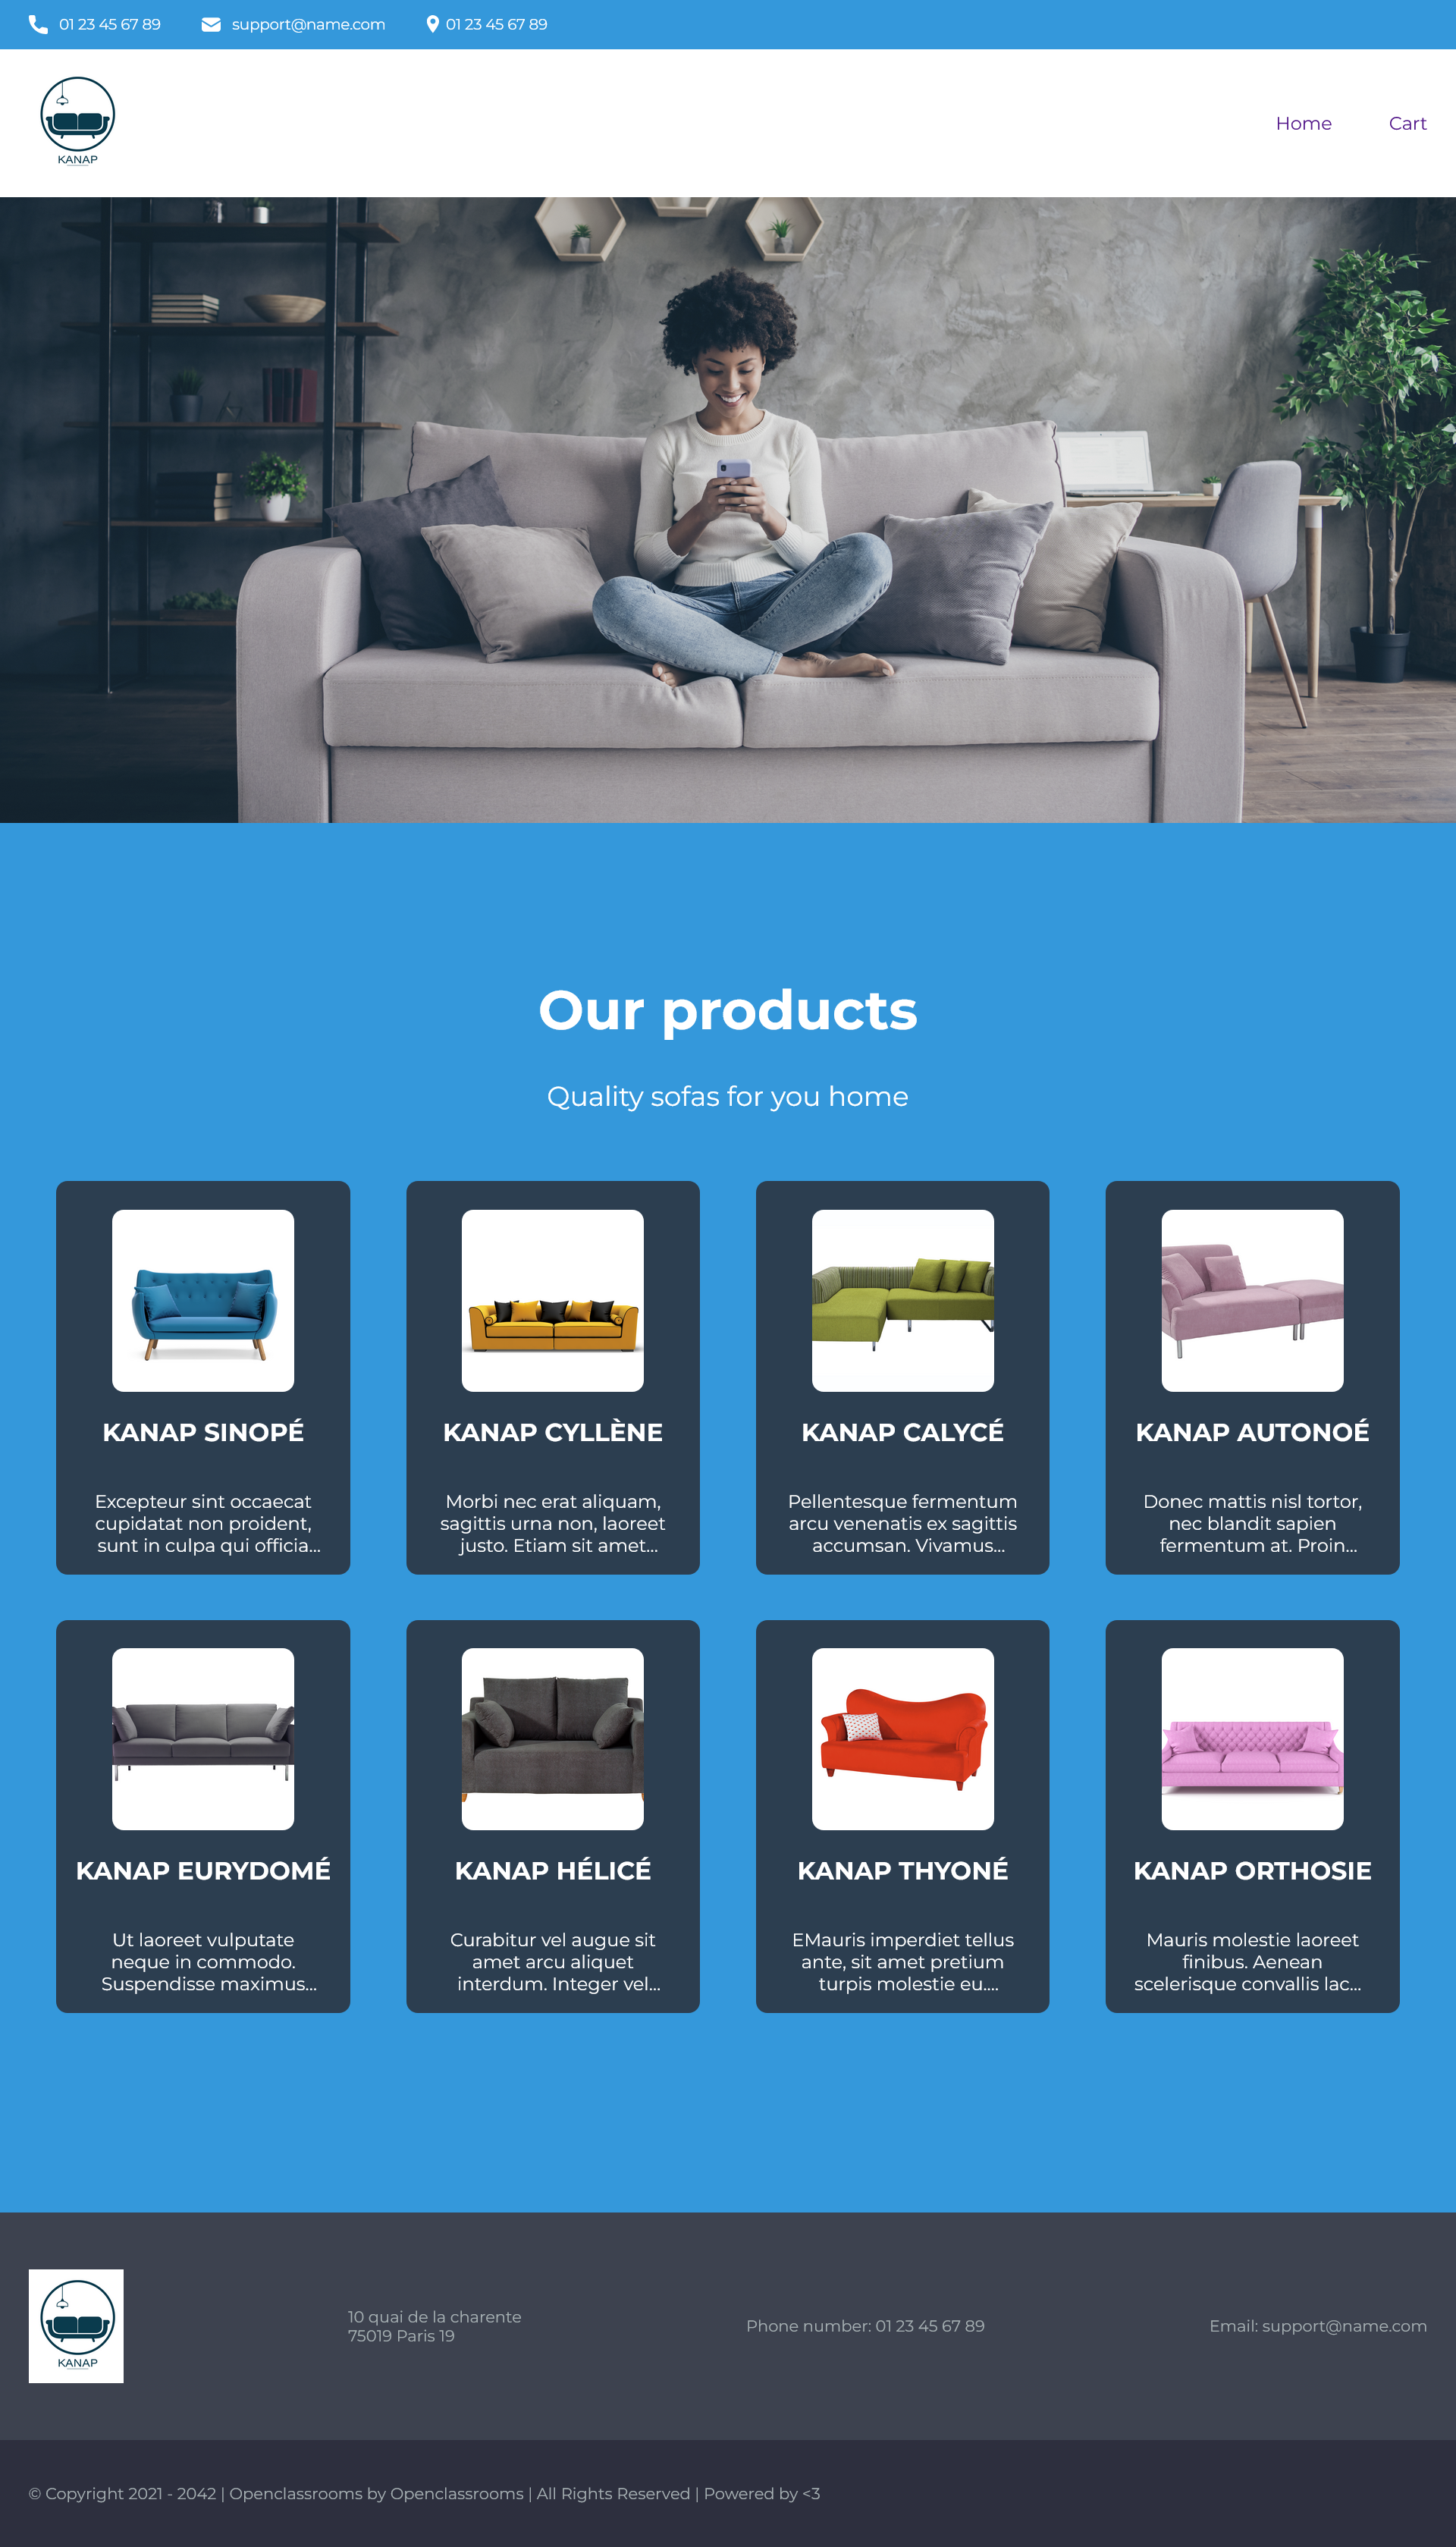 01 23 45 67 89
support@name.com
01 23 45 67 89
KANAP
Home
Cart
Our products
Quality sofas for you home
KANAP SINOPÉ
Excepteur sint occaecat
cupidatat non proident,
sunt in culpa qui officia...
KANAP CYLLÈNE
Morbi nec erat aliquam,
sagittis urna non, laoreet
justo. Etiam sit amet...
KANAP CALYCÉ
Pellentesque fermentum
arcu venenatis ex sagittis
accumsan. Vivamus...
KANAP AUTONOÉ
Donec mattis nisl tortor,
nec blandit sapien
fermentum at. Proin...
KANAP EURYDOMÉ
Ut laoreet vulputate
neque in commodo.
Suspendisse maximus...
KANAP HÉLICÉ
Curabitur vel augue sit
amet arcu aliquet
interdum. Integer vel...
KANAP THYONÉ
EMauris imperdiet tellus
ante, sit amet pretium
turpis molestie eu....
KANAP ORTHOSIE
Mauris molestie laoreet
finibus. Aenean
scelerisque convallis lac...
KANAP
10 quai de la charente
75019 Paris 19
Phone number: 01 23 45 67 89
Email: support@name.com
© Copyright 2021 - 2042 | Openclassrooms by Openclassrooms | All Rights Reserved | Powered by <3